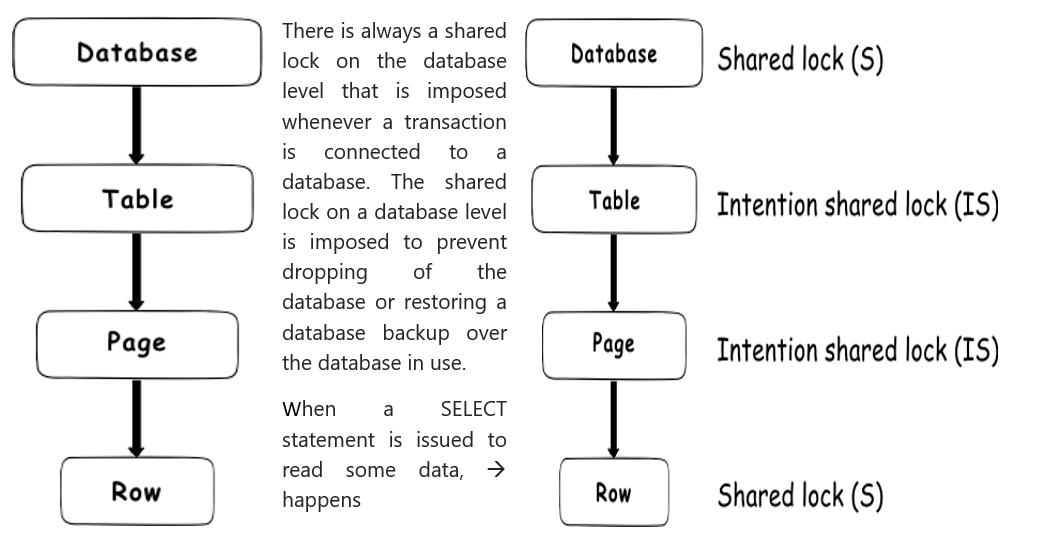 Database
Table
Page
Row
There is always a shared
lock on the database
level that is imposed
whenever a transaction
is connected to a
database. The shared
lock on a database level
is imposed to prevent
dropping of the
database or restoring a
database backup over
the database in use.
When a SELECT
statement is issued to
read some data, →
happens
Database Shared lock (S)
Table Intention shared lock (IS)
Page Intention shared lock (IS)
Row Shared lock (S)